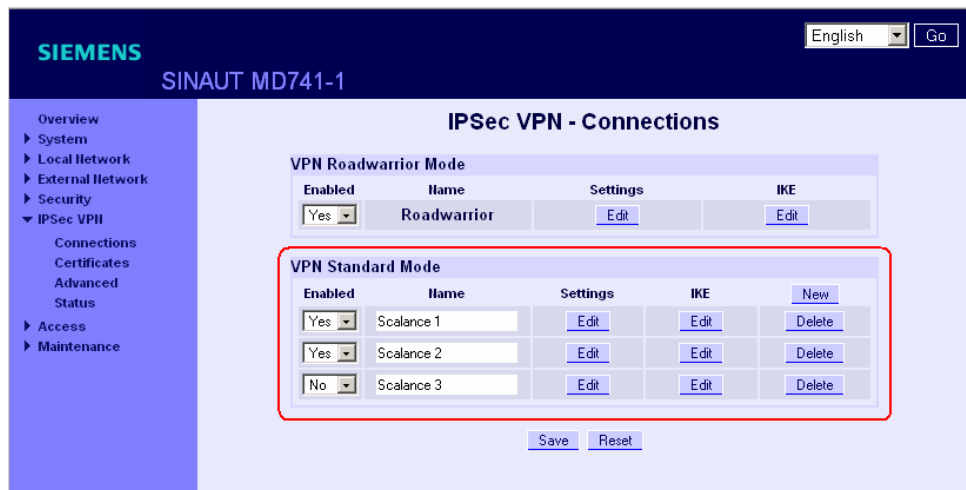 English Go
SIEMENS
SINAUT MD741-1
Overview
System
Local Network
External Network
Security
IPSec VPN
Connections
Certificates
Advanced
Status
Access
Maintenance
IPSec VPN - Connections
VPN Roadwarrior Mode
Enabled Name Settings IKE
Yes Roadwarrior Edit Edit
VPN Standard Mode
Enabled Name Settings IKE New
Yes Scalance 1 Edit Edit Delete
Yes Scalance 2 Edit Edit Delete
No Scalance 3 Edit Edit Delete
Save Reset